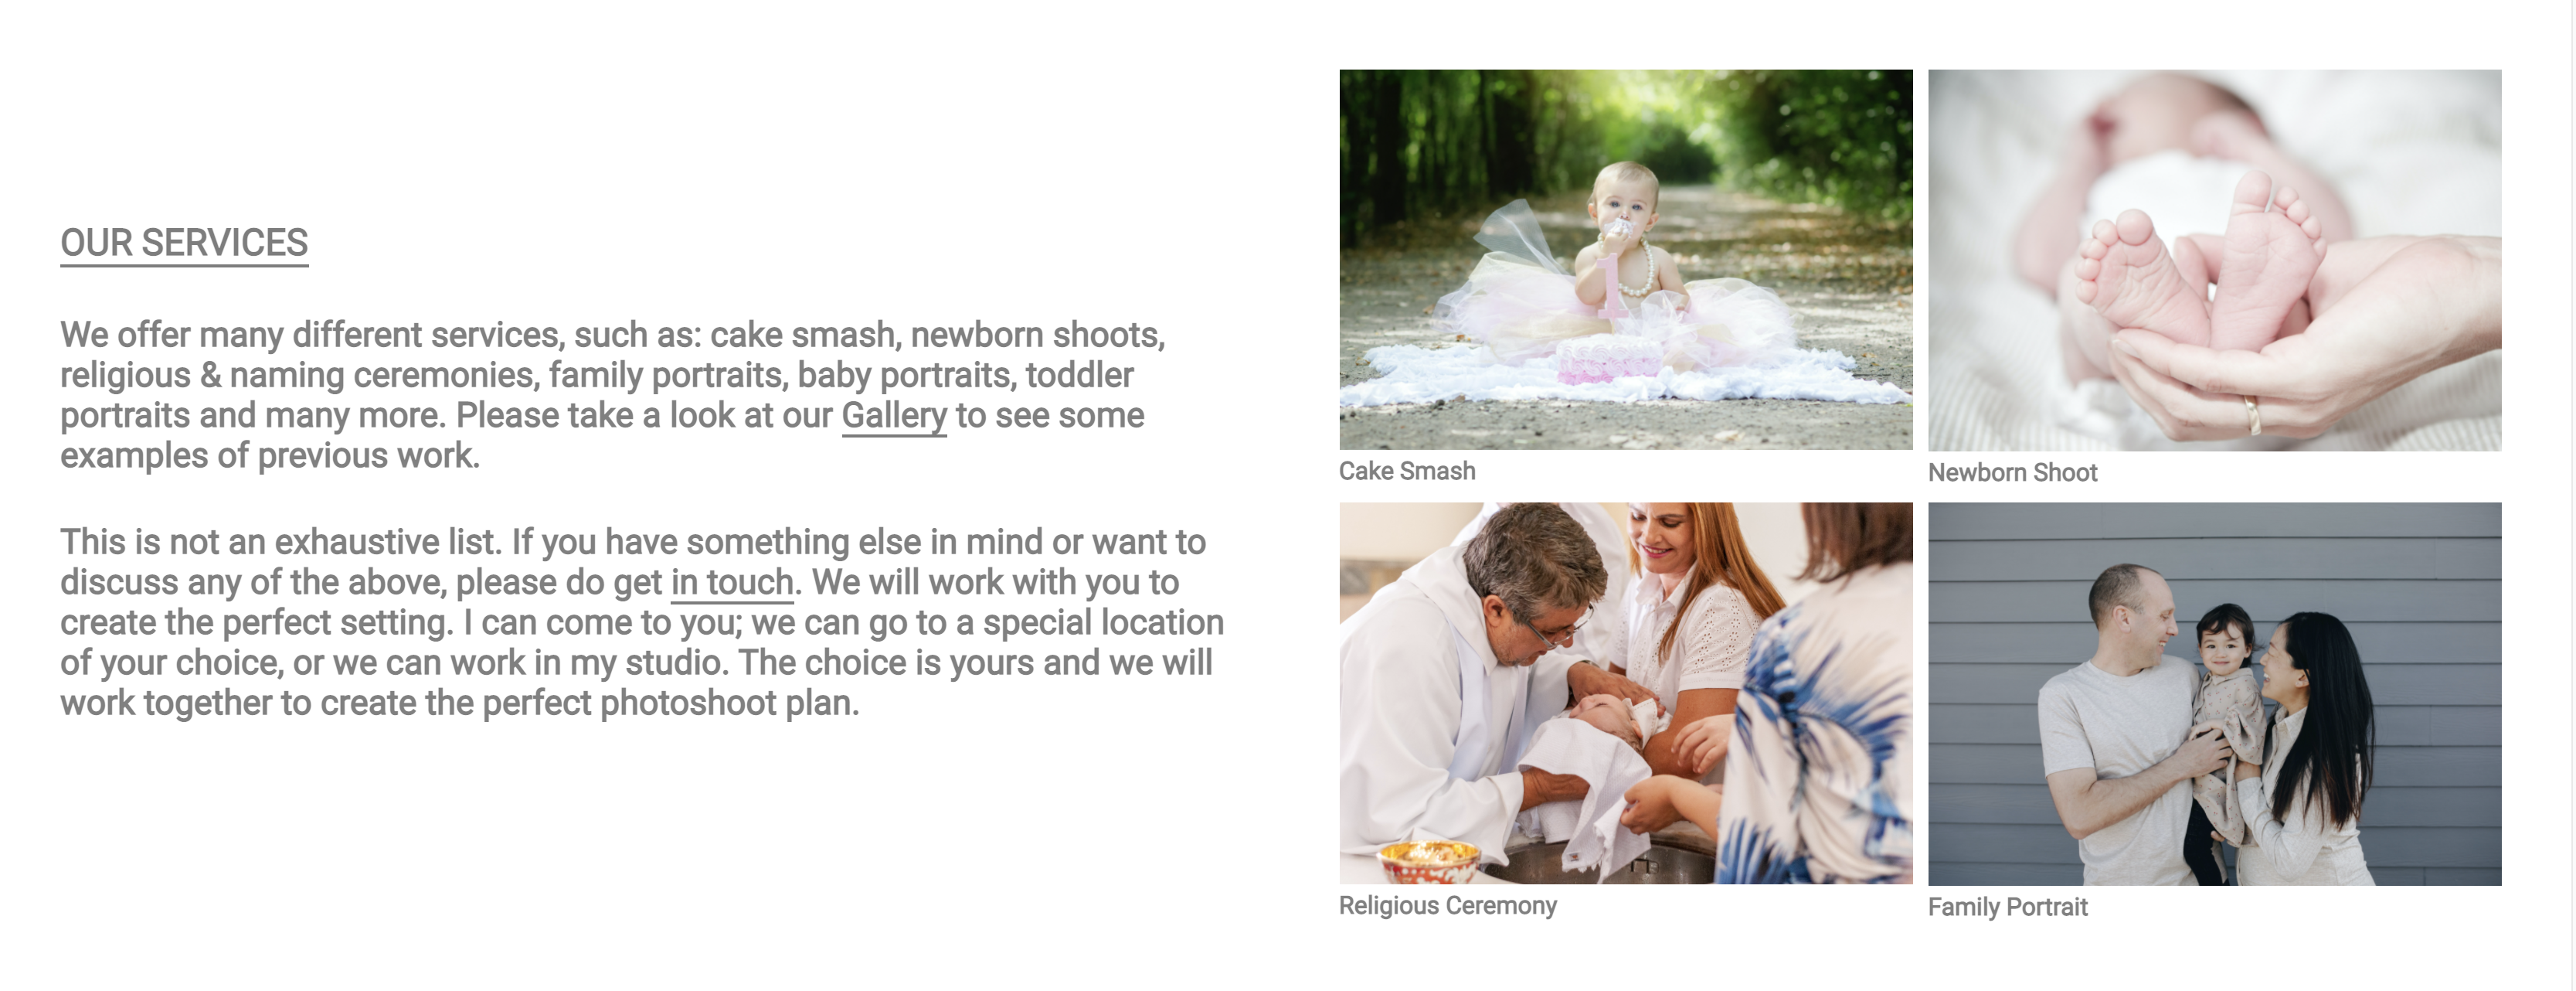 OUR SERVICES
We offer many different services, such as: cake smash, newborn shoots,
religious & naming ceremonies, family portraits, baby portraits, toddler
portraits and many more. Please take a look at our Gallery to see some
examples of previous work.
This is not an exhaustive list. If you have something else in mind or want to
discuss any of the above, please do get in touch. We will work with you to
create the perfect setting. I can come to you; we can go to a special location
of your choice, or we can work in my studio. The choice is yours and we will
work together to create the perfect photoshoot plan.
1
Cake Smash
Newborn Shoot
Religious Ceremony
Family Portrait